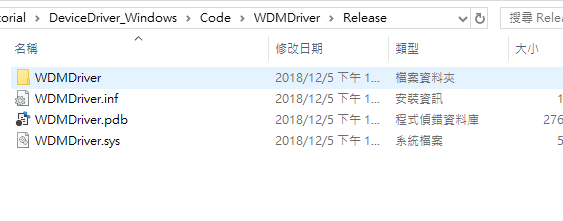 torial > DeviceDriver_Windows > Code > WDMDriver > Release
搜尋 Relea
名稱 修改日期 類型 大小
WDMDriver 2018/12/5 下午 1... 檔案資料夾
WDMDriver.inf 2018/12/5 下午 1... 安裝資訊 1
WDMDriver.pdb 2018/12/5 下午 1... 程式偵錯資料庫 276
WDMDriver.sys 2018/12/5 下午 1... 系統檔案 5